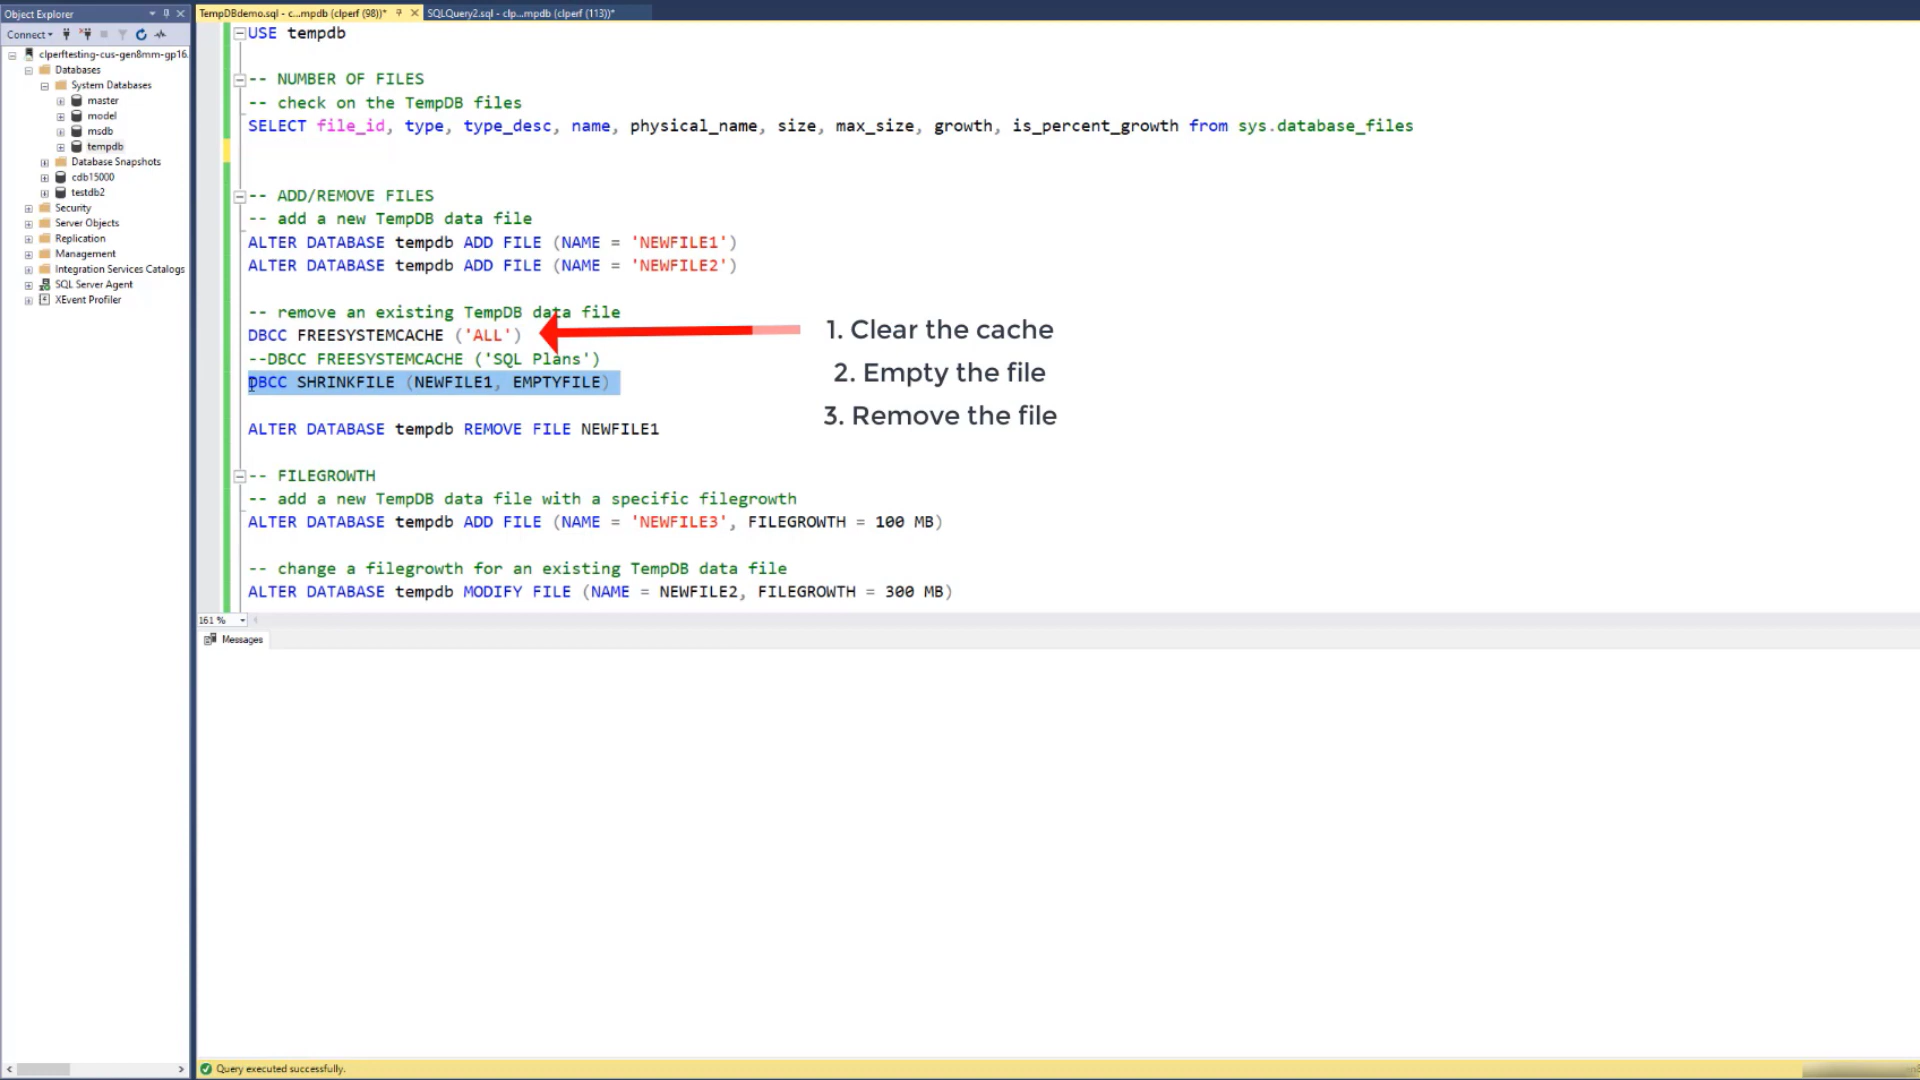 Object Explorer
Connect
clperftesting-cus-gen8mm-gp16.
Databases
System Databases
master
model
msdb
tempdb
Database Snapshots
cdb15000
testdb2
Security
Server Objects
Replication
Management
Integration Services Catalogs
SQL Server Agent
XEvent Profiler
TempDBdemo.sql - c...mpdb (clperf (98))*
SQLQuery2.sql - clp...mpdb (clperf (113))*
USE tempdb
-- NUMBER OF FILES
-- check on the TempDB files
SELECT file_id, type, type_desc, name, physical_name, size, max_size, growth, is_percent_growth from sys.database_files
-- ADD/REMOVE FILES
-- add a new TempDB data file
ALTER DATABASE tempdb ADD FILE (NAME = 'NEWFILE1')
ALTER DATABASE tempdb ADD FILE (NAME = 'NEWFILE2')
-- remove an existing TempDB data file
DBCC FREESYSTEMCACHE ('ALL')
--DBCC FREESYSTEMCACHE ('SQL Plans')
DBCC SHRINKFILE (NEWFILE1, EMPTYFILE)
ALTER DATABASE tempdb REMOVE FILE NEWFILE1
1. Clear the cache
2. Empty the file
3. Remove the file
-- FILEGROWTH
-- add a new TempDB data file with a specific filegrowth
ALTER DATABASE tempdb ADD FILE (NAME = 'NEWFILE3', FILEGROWTH = 100 MB)
-- change a filegrowth for an existing TempDB data file
ALTER DATABASE tempdb MODIFY FILE (NAME = NEWFILE2, FILEGROWTH = 300 MB)
161 %
Messages
Query executed successfully.